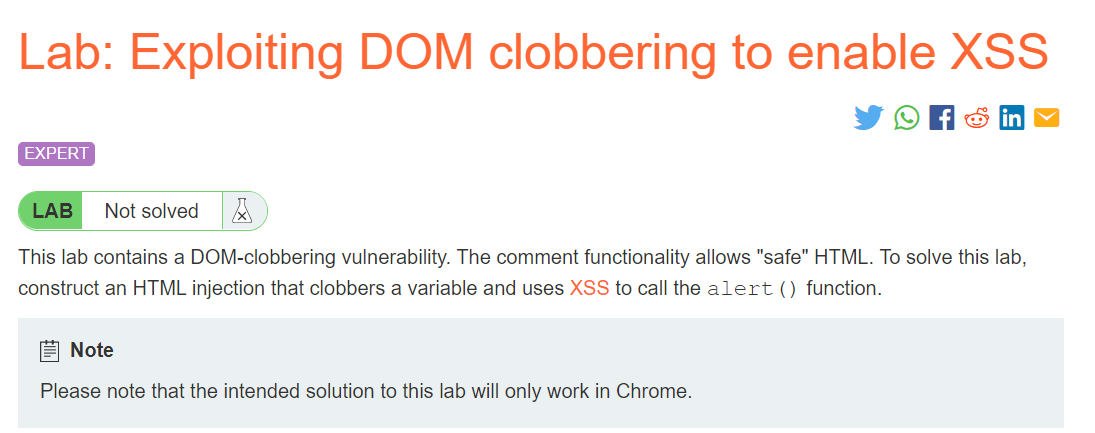 Lab: Exploiting DOM clobbering to enable XSS
EXPERT
LAB Not solved
This lab contains a DOM-clobbering vulnerability. The comment functionality allows "safe" HTML. To solve this lab,
construct an HTML injection that clobbers a variable and uses XSS to call the alert() function.
Note
Please note that the intended solution to this lab will only work in Chrome.